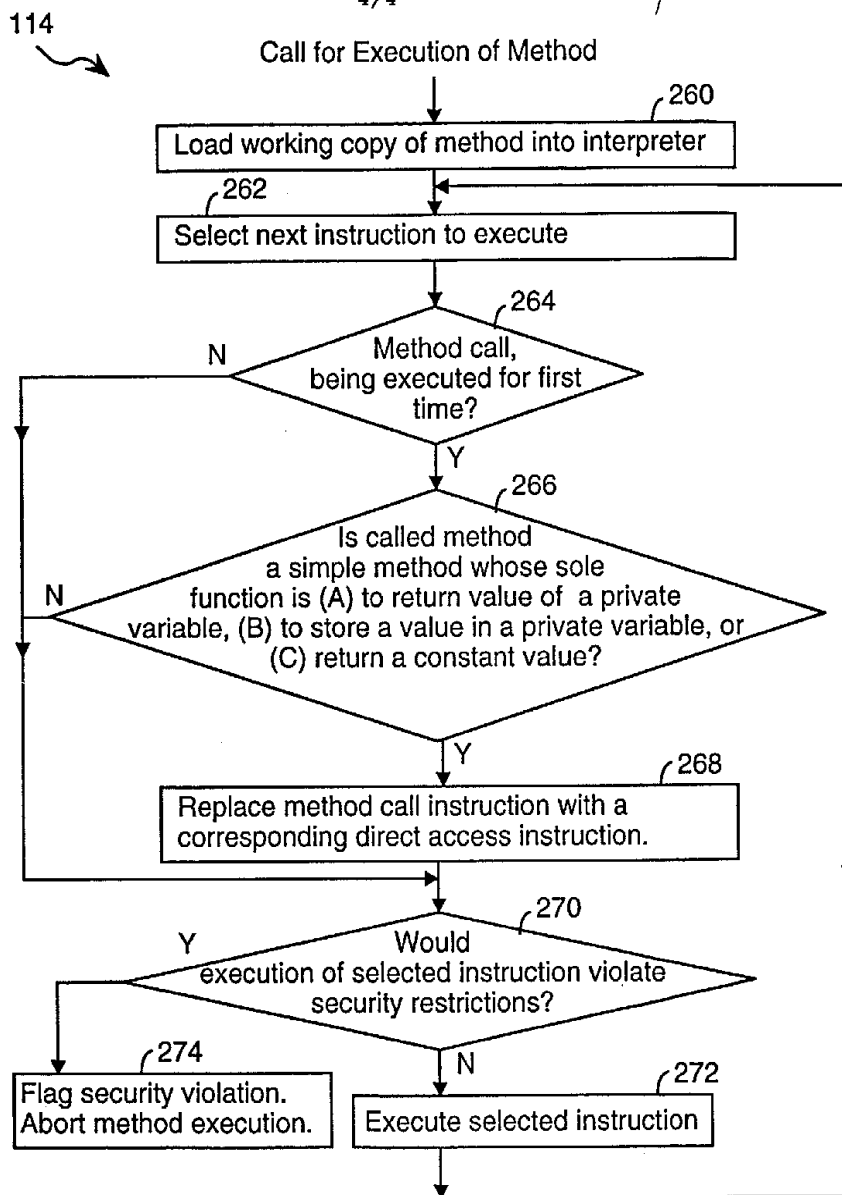 4/4
114
Call for Execution of Method
260
Load working copy of method into interpreter
262
Select next instruction to execute
264
N
Method call,
being executed for first
time?
Y
266
Is called method
a simple method whose sole
N
function is (A) to return value of a private
variable, (B) to store a value in a private variable, or
(C) return a constant value?
Y
268
Replace method call instruction with a
corresponding direct access instruction.
270
Y
Would
execution of selected instruction violate
security restrictions?
274
N
272
Flag security violation.
Abort method execution.
Execute selected instruction